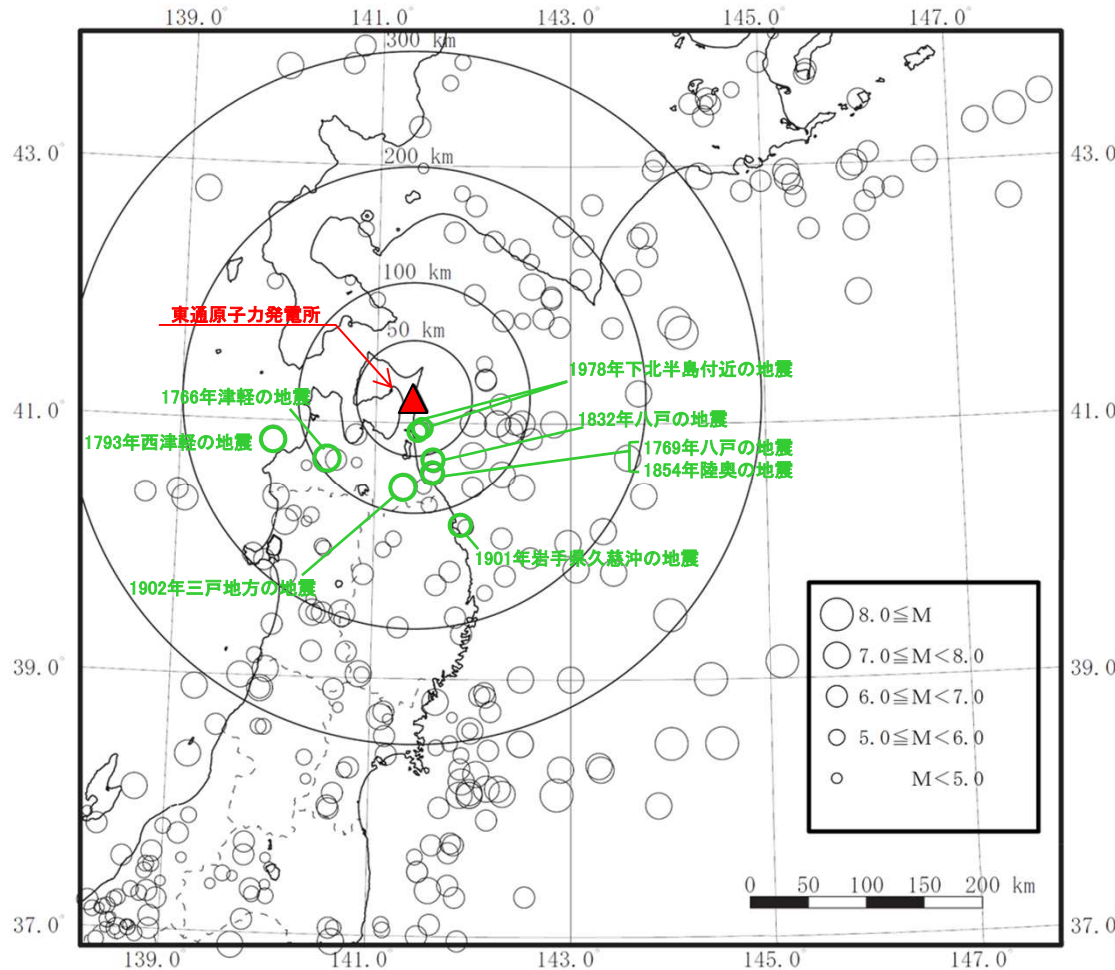 139.0°
141.0°
143.0°
145.0°
147.0°
300 km
43.0°
43.0°
200 km
100 km
東通原子力発電所
50 km
1978年下北半島付近の地震
1766年津軽の地震
41.0°
41.0°
1832年八戸の地震
1793年西津軽の地震
1769年八戸の地震
1854年陸奥の地震
1901年岩手県久慈沖の地震
1902年三戸地方の地震
8.0≦M
7.0≦M<8.0
6.0≦M<7.0
5.0≦M<6.0
M<5.0
39.0°
39.0°
0 50 100 150 200 km
37.0°
37.0°
139.0°
141.0°
143.0°
145.0°
147.0°